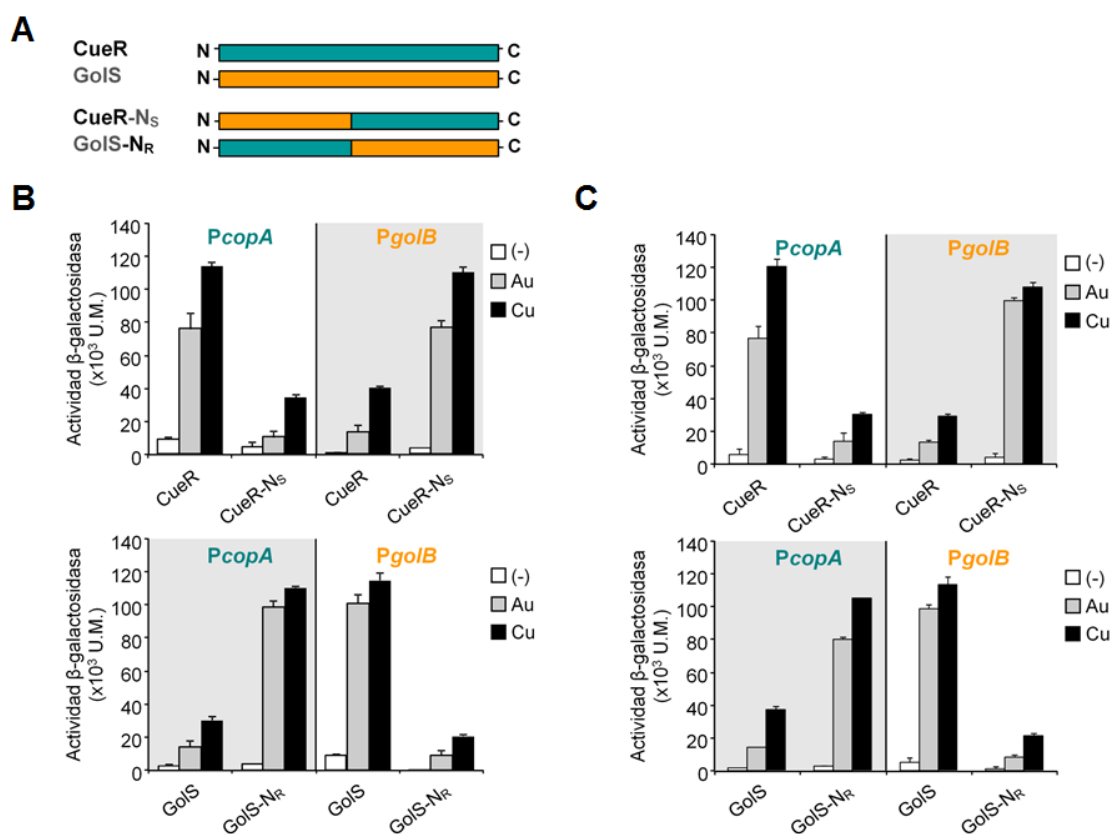 A
CueR N C
GolS N C
CueR-NS N C
GolS-NR N C
B
Actividad β-galactosidasa
(x10³ U.M.)
140
120
100
80
60
40
20
0
PcopA PgolB
(-)
Au
Cu
CueR CueR-NS CueR CueR-NS
Actividad β-galactosidasa
(x10³ U.M.)
140
120
100
80
60
40
20
0
PcopA PgolB
(-)
Au
Cu
GolS GolS-NR GolS GolS-NR
C
Actividad β-galactosidasa
(x10³ U.M.)
140
120
100
80
60
40
20
0
PcopA PgolB
(-)
Au
Cu
CueR CueR-NS CueR CueR-NS
Actividad β-galactosidasa
(x10³ U.M.)
140
120
100
80
60
40
20
0
PcopA PgolB
(-)
Au
Cu
GolS GolS-NR GolS GolS-NR